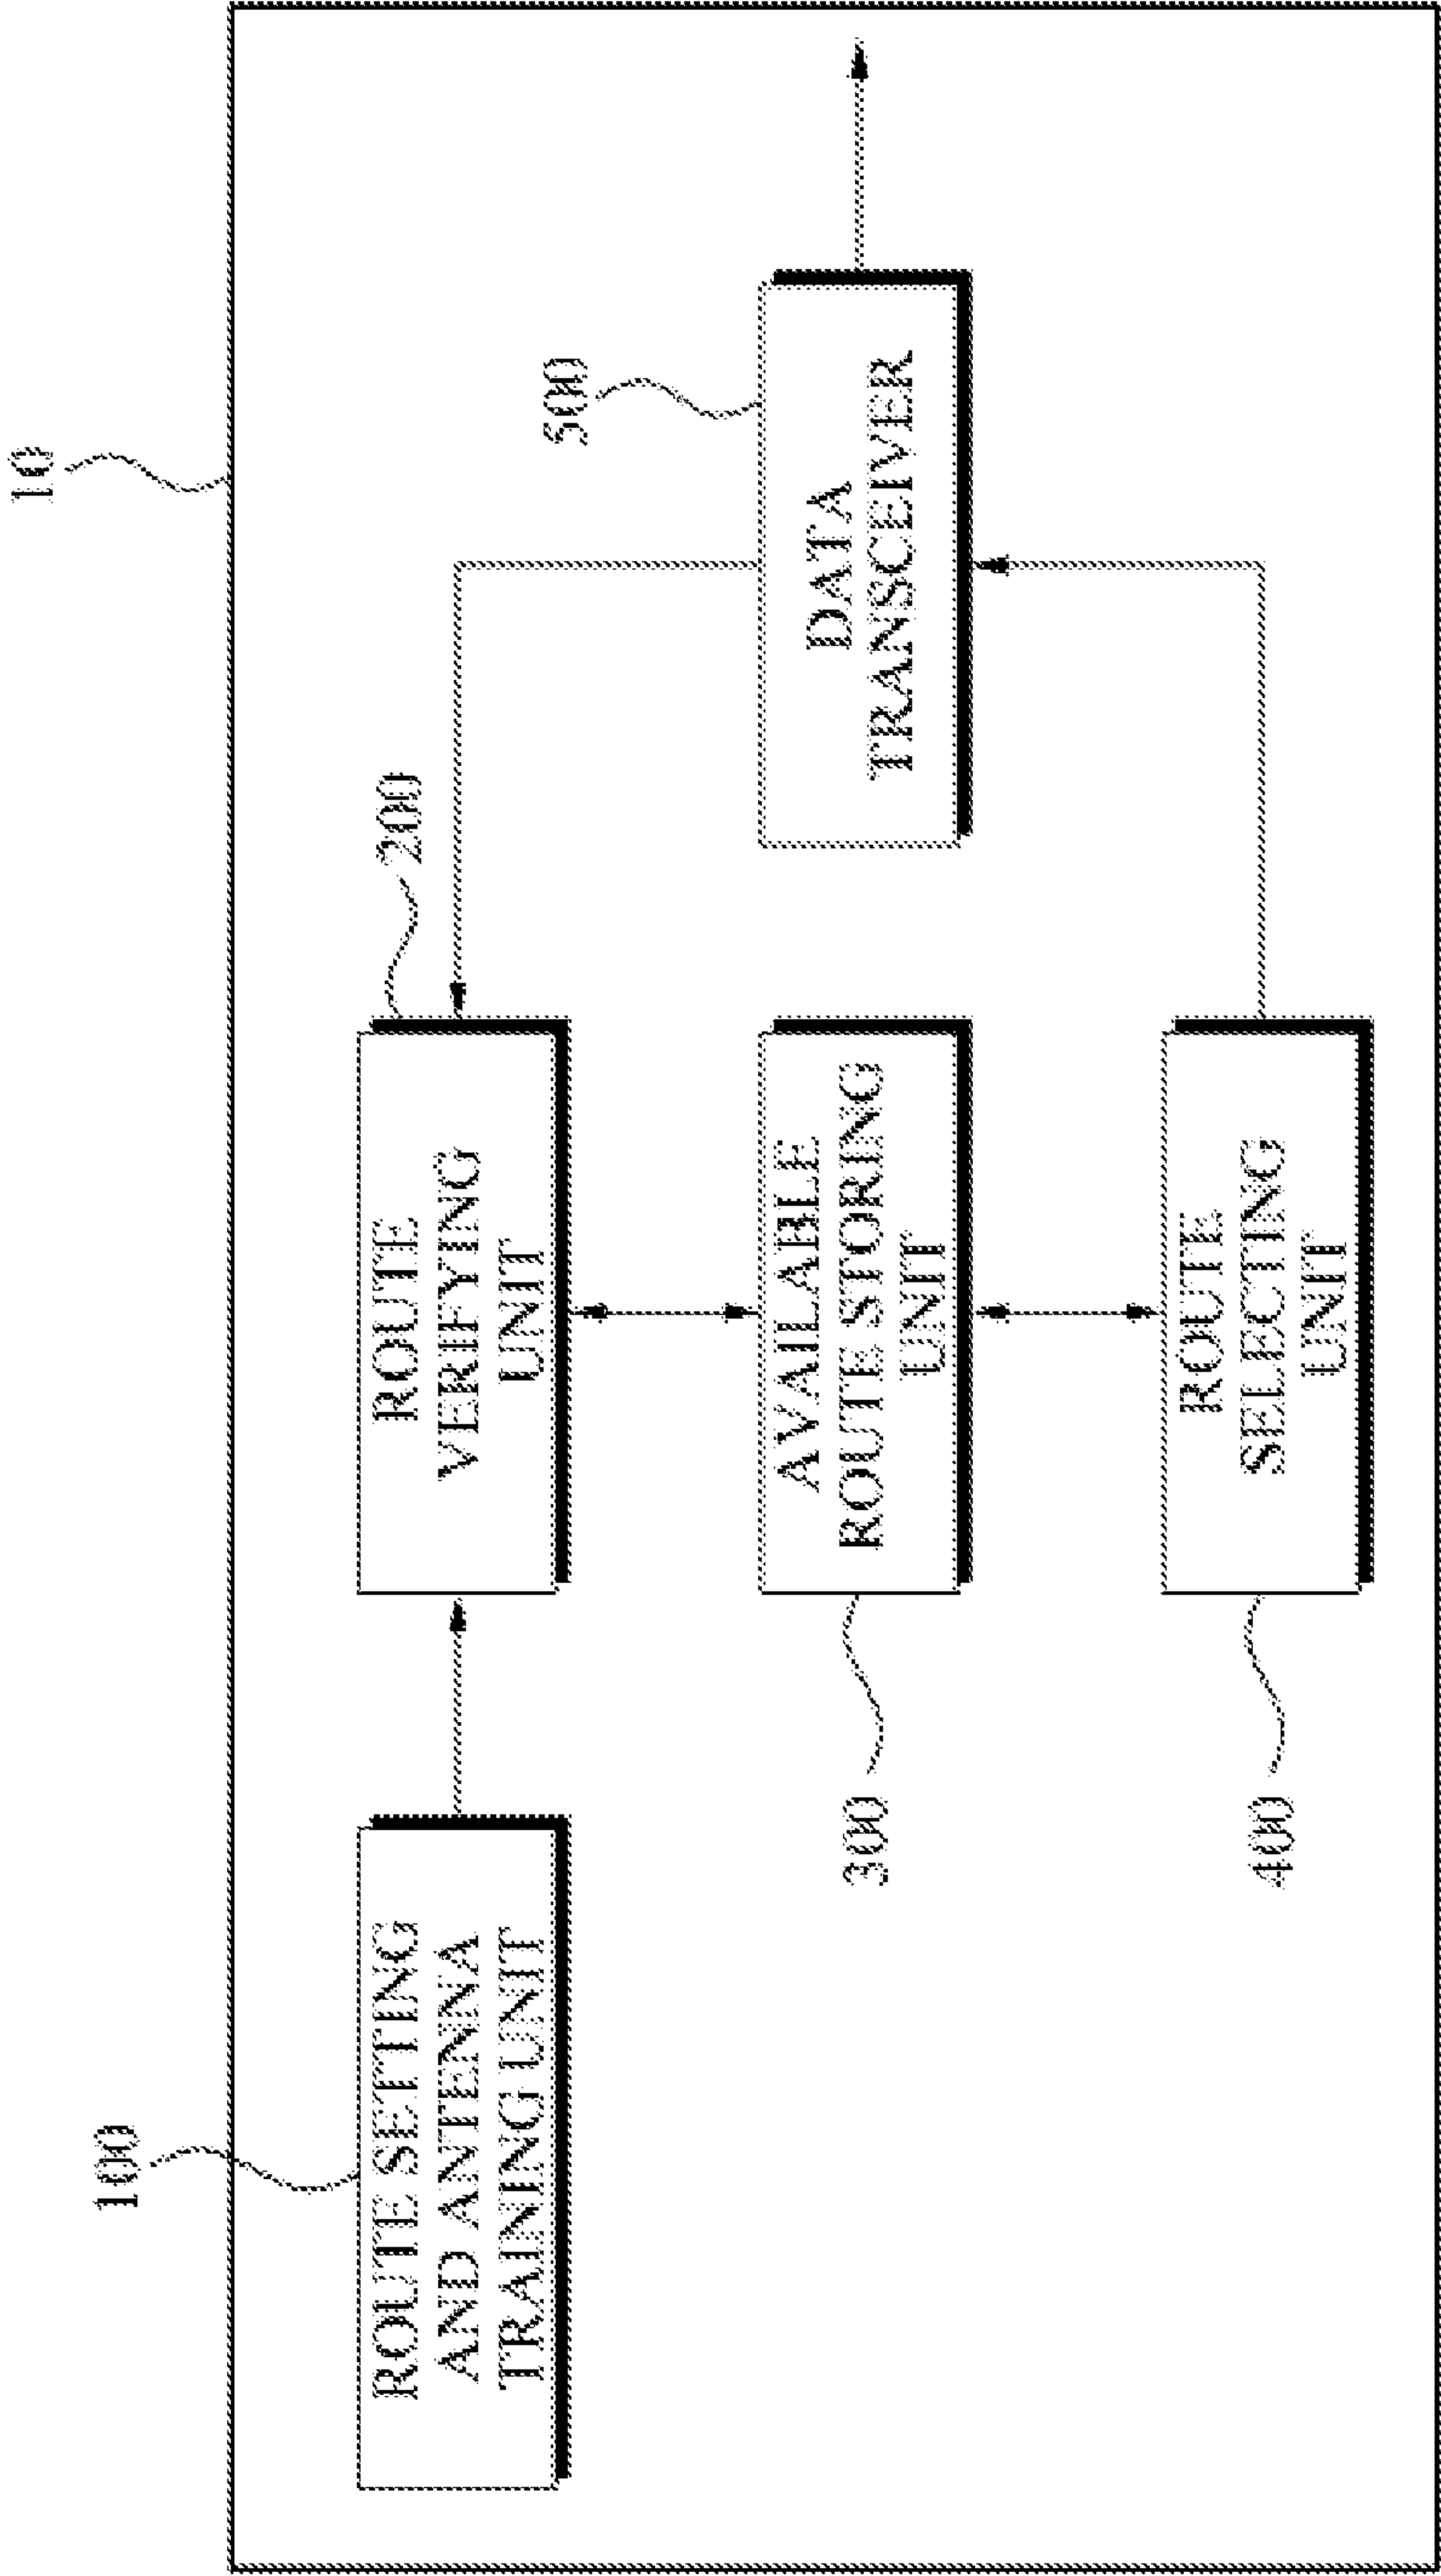 10
100
ROUTE SETTING
AND ANTENNA
TRAINING UNIT
ROUTE
VERIFYING
UNIT
200
500
DATA
TRANSCEIVER
300
AVAILABLE
ROUTE STORING
UNIT
400
ROUTE
SELECTING
UNIT